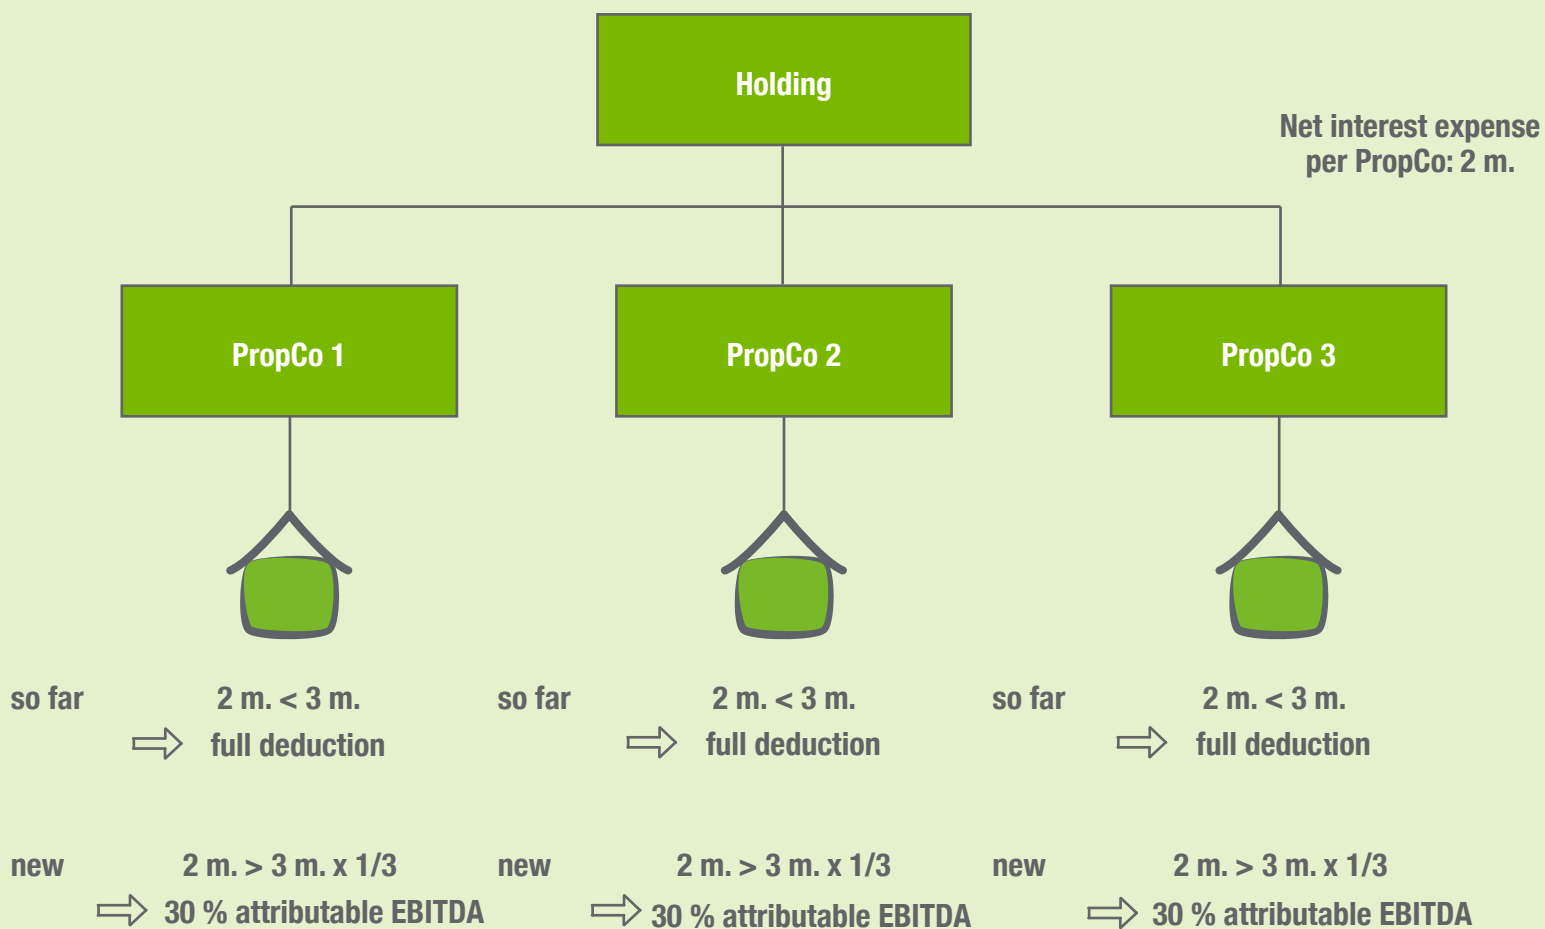 Holding
Net interest expense
per PropCo: 2 m.
PropCo 1
PropCo 2
PropCo 3
so far 2 m. < 3 m. so far 2 m. < 3 m. so far 2 m. < 3 m.
full deduction full deduction full deduction
new 2 m. > 3 m. x 1/3 new 2 m. > 3 m. x 1/3 new 2 m. > 3 m. x 1/3
30 % attributable EBITDA 30 % attributable EBITDA 30 % attributable EBITDA